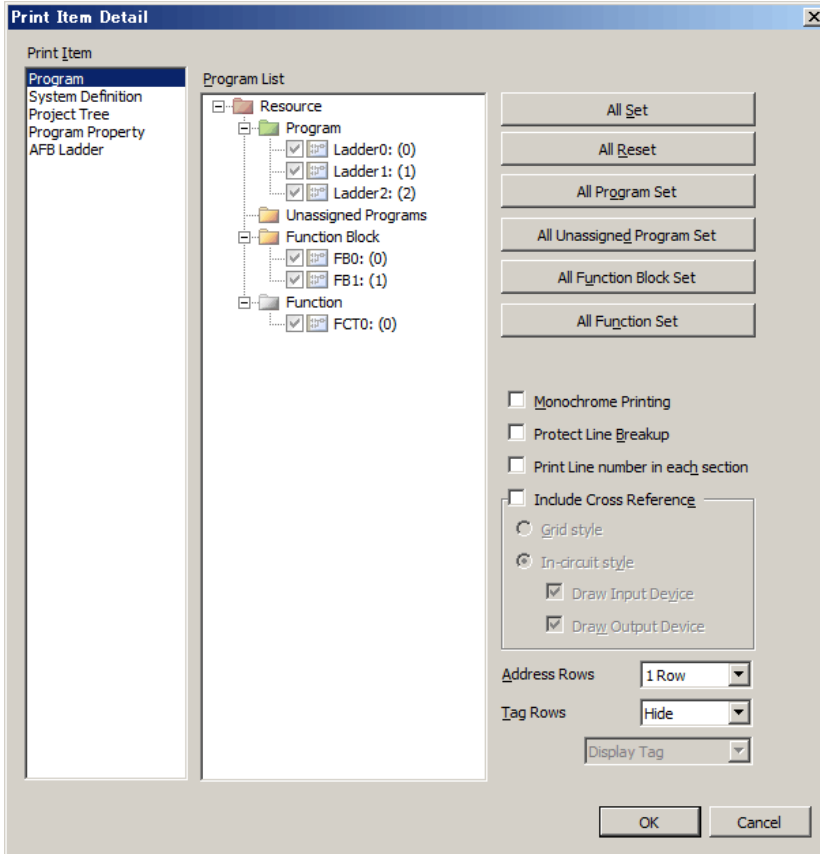 Print Item Detail
Print Item
Program
System Definition
Project Tree
Program Property
AFB Ladder
Program List
Resource
Program
Ladder0: (0)
Ladder1: (1)
Ladder2: (2)
Unassigned Programs
Function Block
FB0: (0)
FB1: (1)
Function
FCT0: (0)
All Set
All Reset
All Program Set
All Unassigned Program Set
All Function Block Set
All Function Set
Monochrome Printing
Protect Line Breakup
Print Line number in each section
Include Cross Reference
Grid style
In-circuit style
Draw Input Device
Draw Output Device
Address Rows 1 Row
Tag Rows Hide
Display Tag
OK Cancel